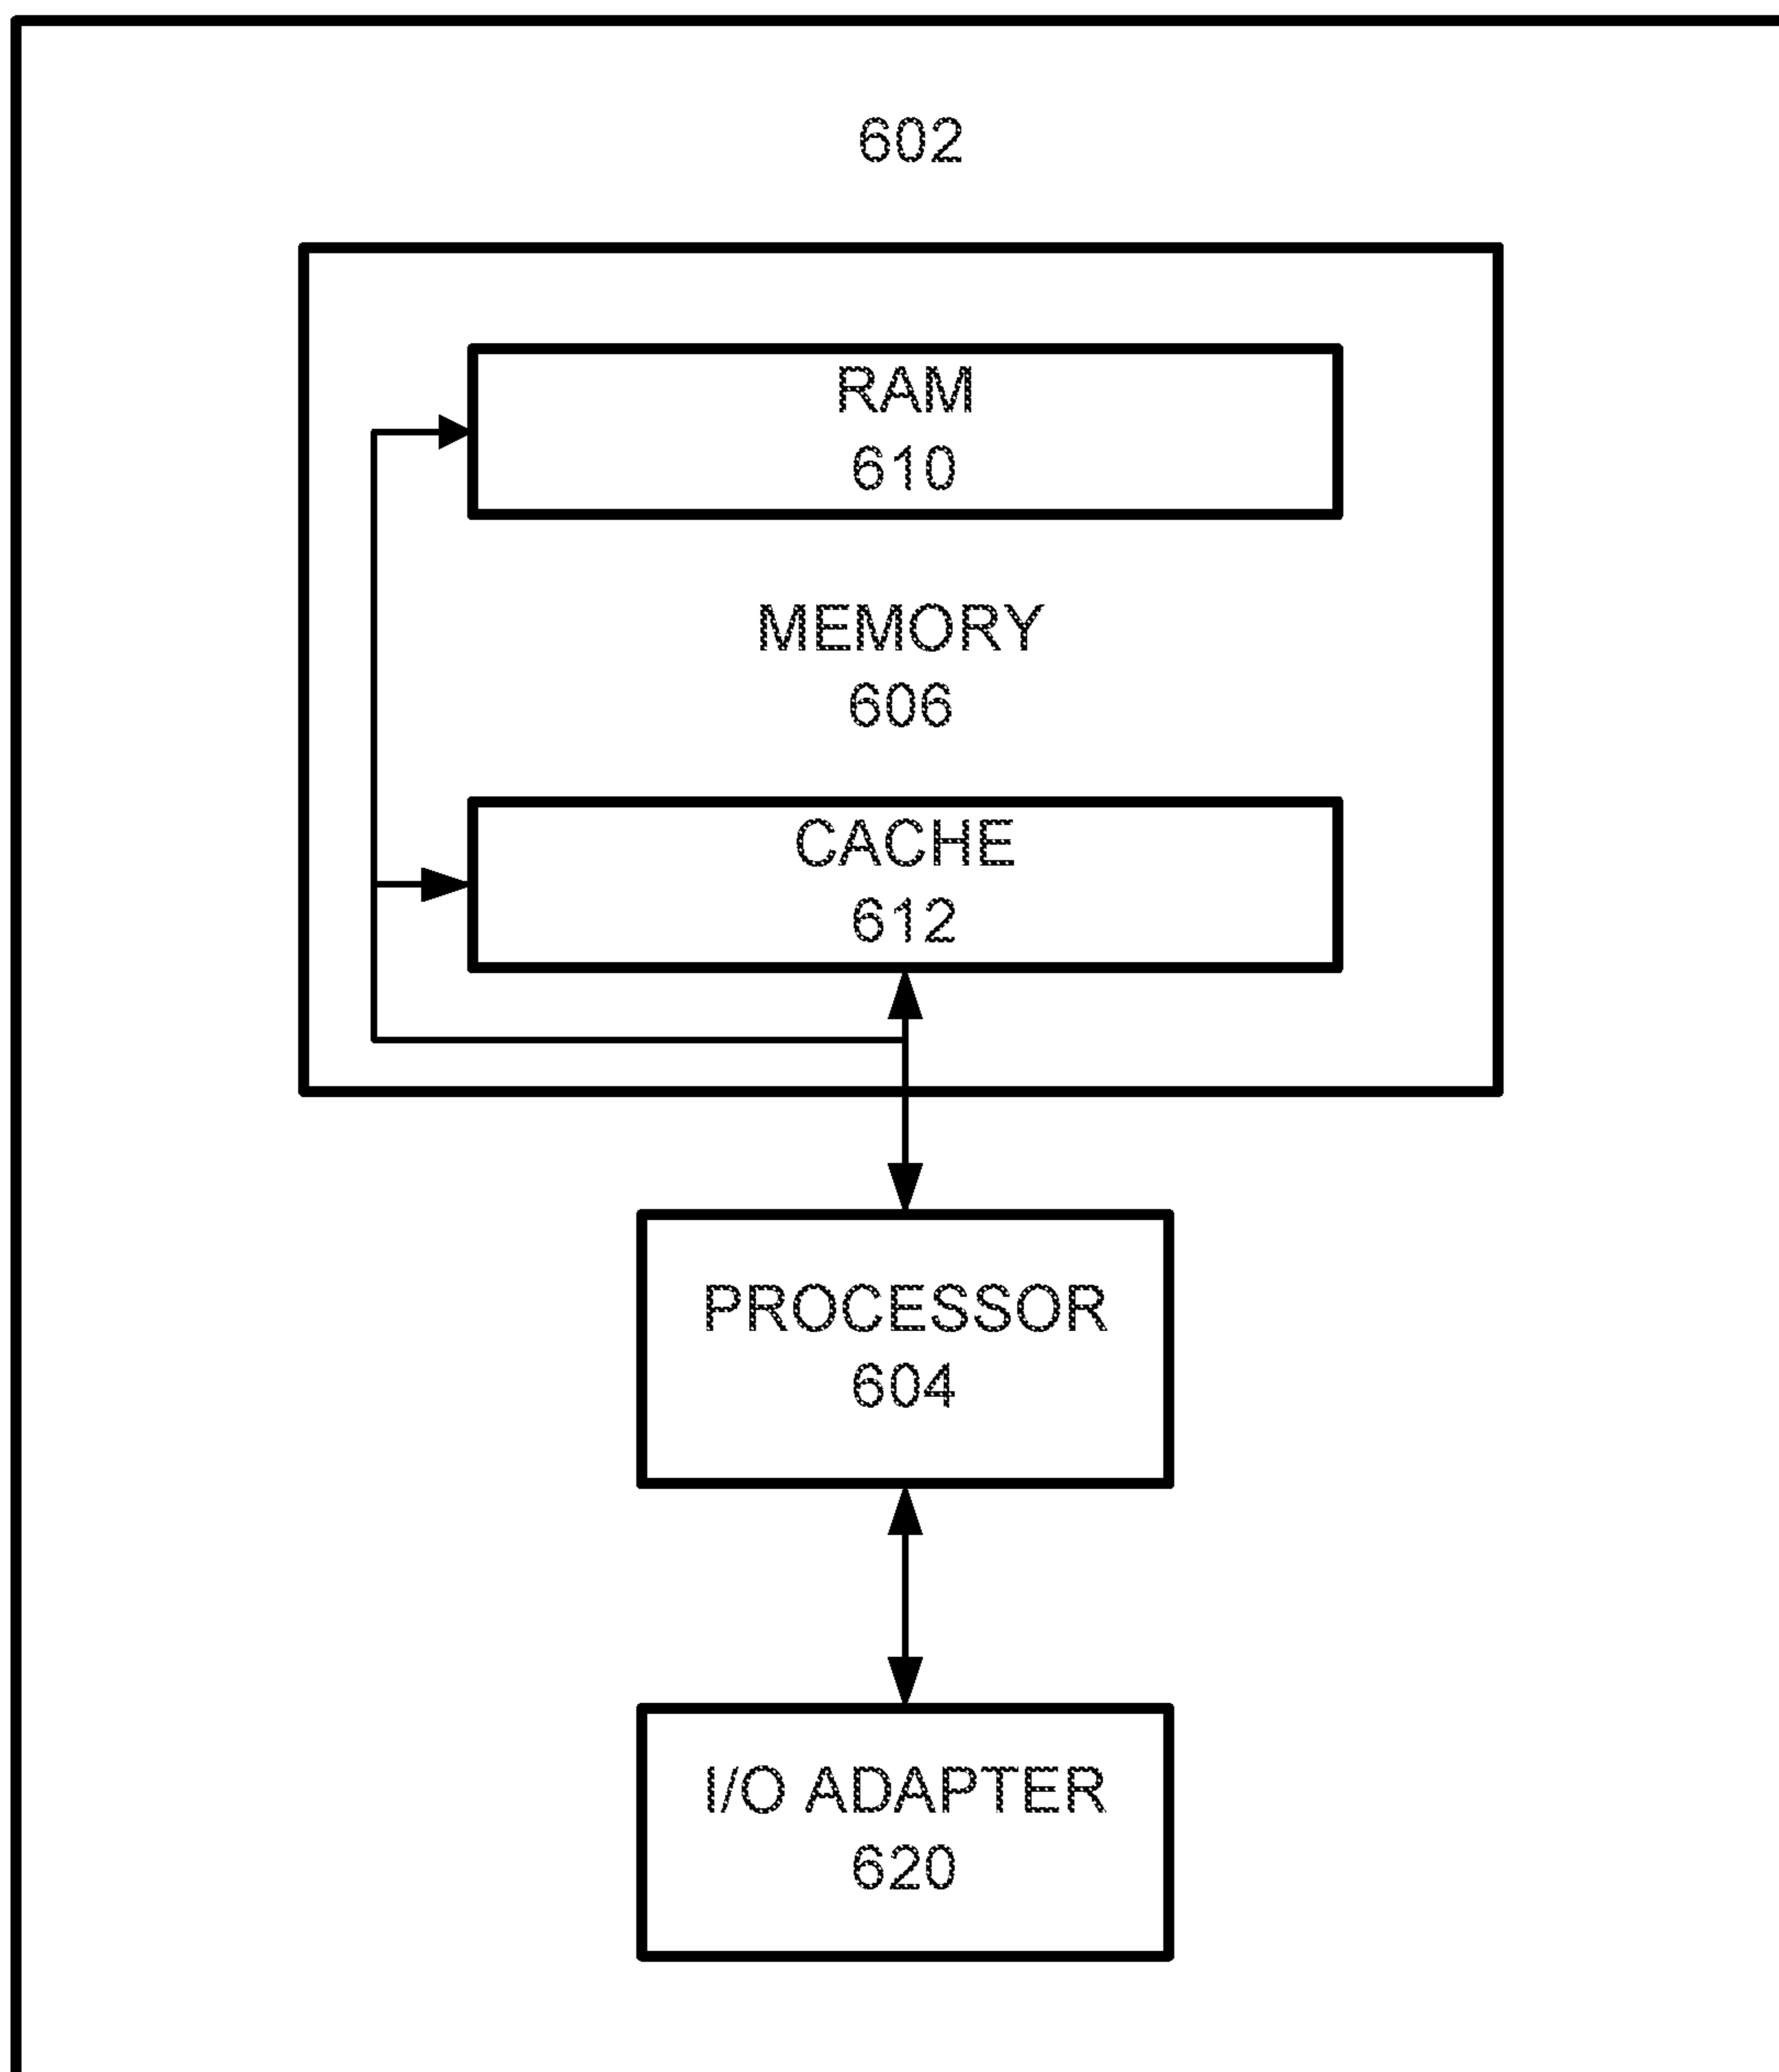 602
RAM
610
MEMORY
606
CACHE
612
PROCESSOR
604
I/O ADAPTER
620